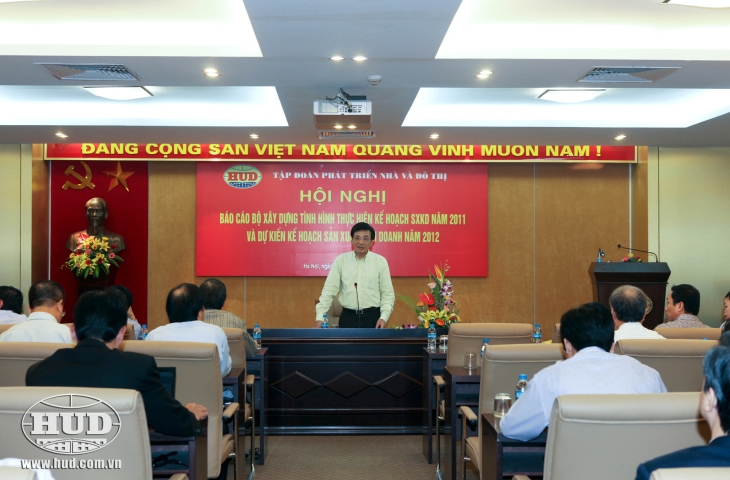 ĐẢNG CỘNG SẢN VIỆT NAM QUANG VINH MUÔN NĂM !
HUD TẬP ĐOÀN PHÁT TRIỂN NHÀ VÀ ĐÔ THỊ
HỘI NGHỊ
BÁO CÁO BỘ XÂY DỰNG TÌNH HÌNH THỰC HIỆN KẾ HOẠCH SXKD NĂM 2011
VÀ DỰ KIẾN KẾ HOẠCH SẢN DOANH NĂM 2012
Hà Nội,
HUD
www.hud.com.vn